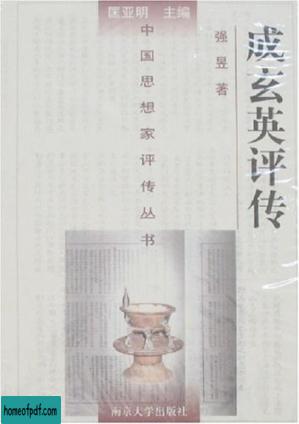 匡亚明 主编
成玄英评传
强昱著
中国思想家评传丛书
南京大学出版社
homeofpdf.com